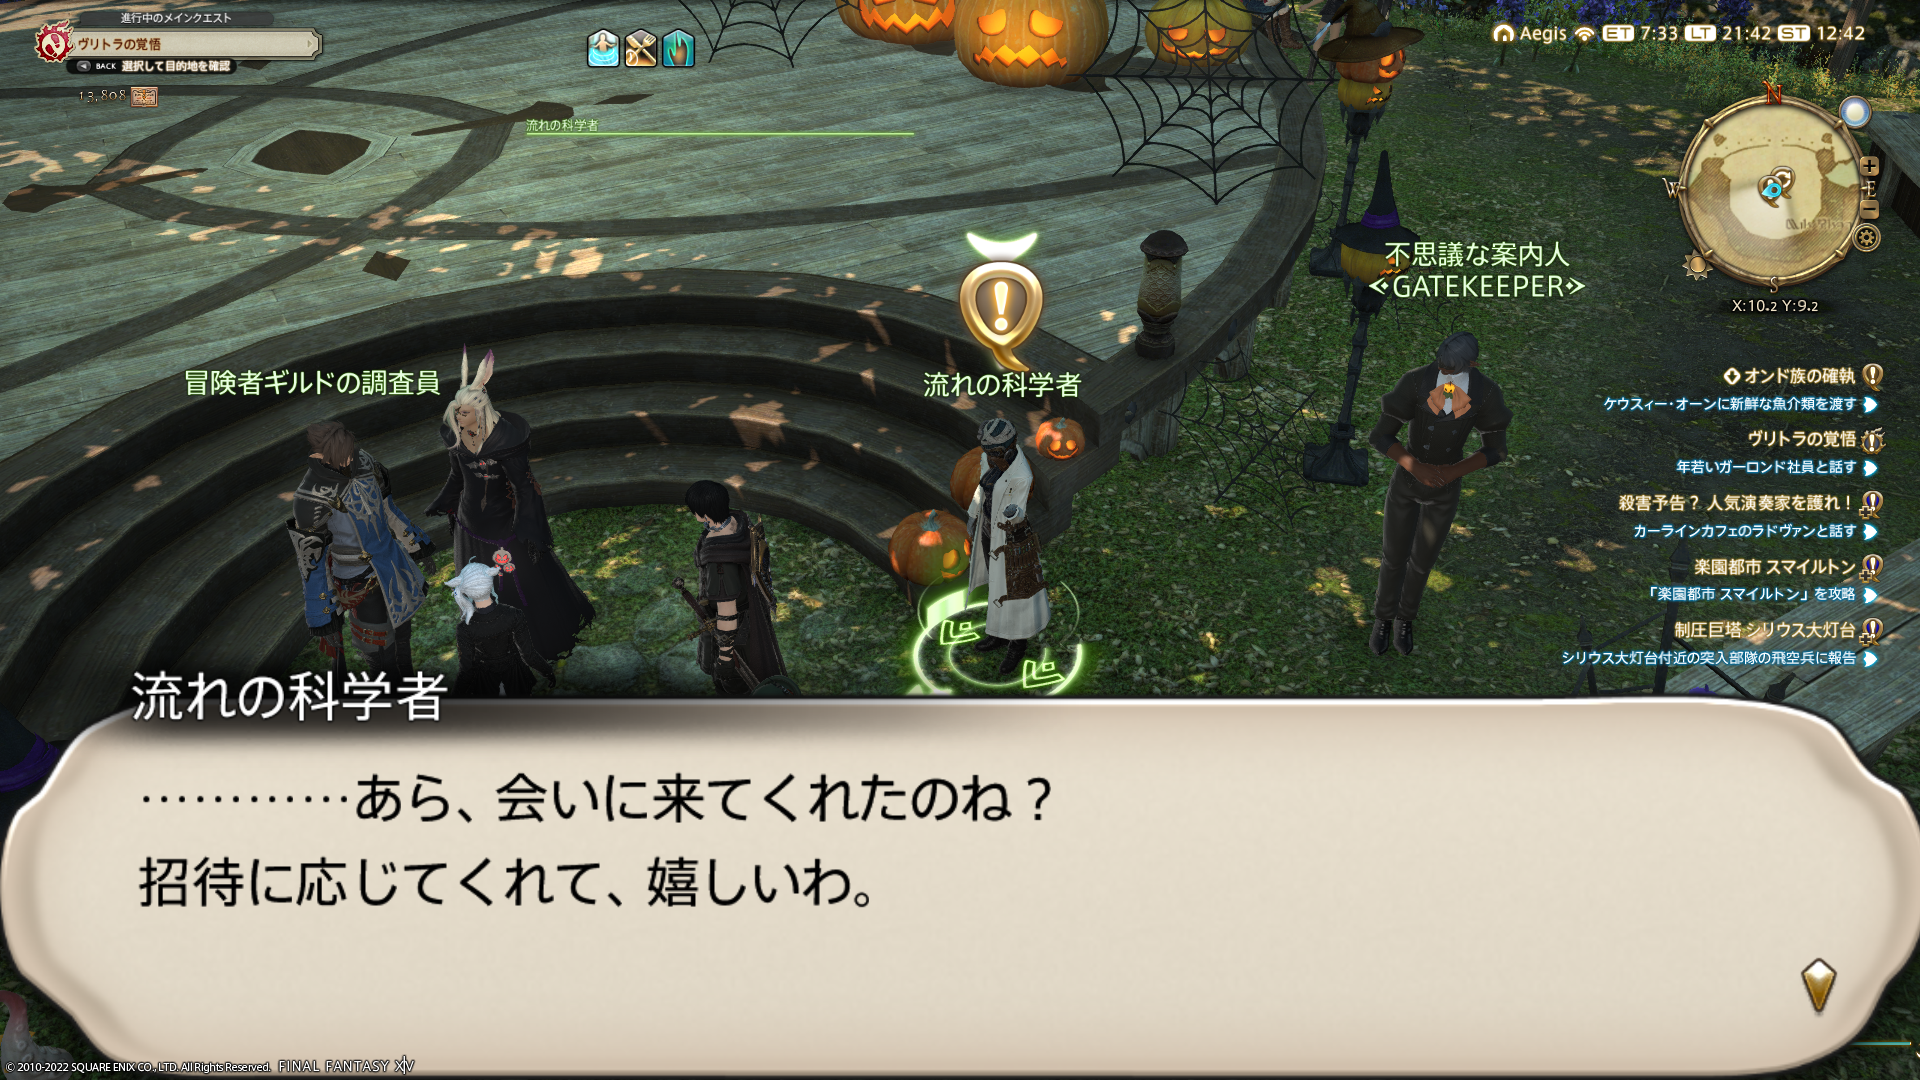 進行中のメインクエスト
ヴリトラの覚悟
BACK 選択して目的地を確認
13,808
流れの科学者
Aegis ET 7:33 LT 21:42 ST 12:42
N
W
E
S
X:10.2 Y:9.2
不思議な案内人
<GATEKEEPER>
冒険者ギルドの調査員
流れの科学者
オンド族の確執
ケウスィー・オーンに新鮮な魚介類を渡す
ヴリトラの覚悟
年若いガーロンド社員と話す
殺害予告？ 人気演奏家を護れ！
カーラインカフェのラドヴァンと話す
楽園都市 スマイルトン
「楽園都市 スマイルトン」を攻略
制圧巨塔 シリウス大灯台
シリウス大灯台付近の突入部隊の飛空兵に報告
流れの科学者
…………あら、会いに来てくれたのね？
招待に応じてくれて、嬉しいわ。
© 2010-2022 SQUARE ENIX CO., LTD. All Rights Reserved. FINAL FANTASY XIV